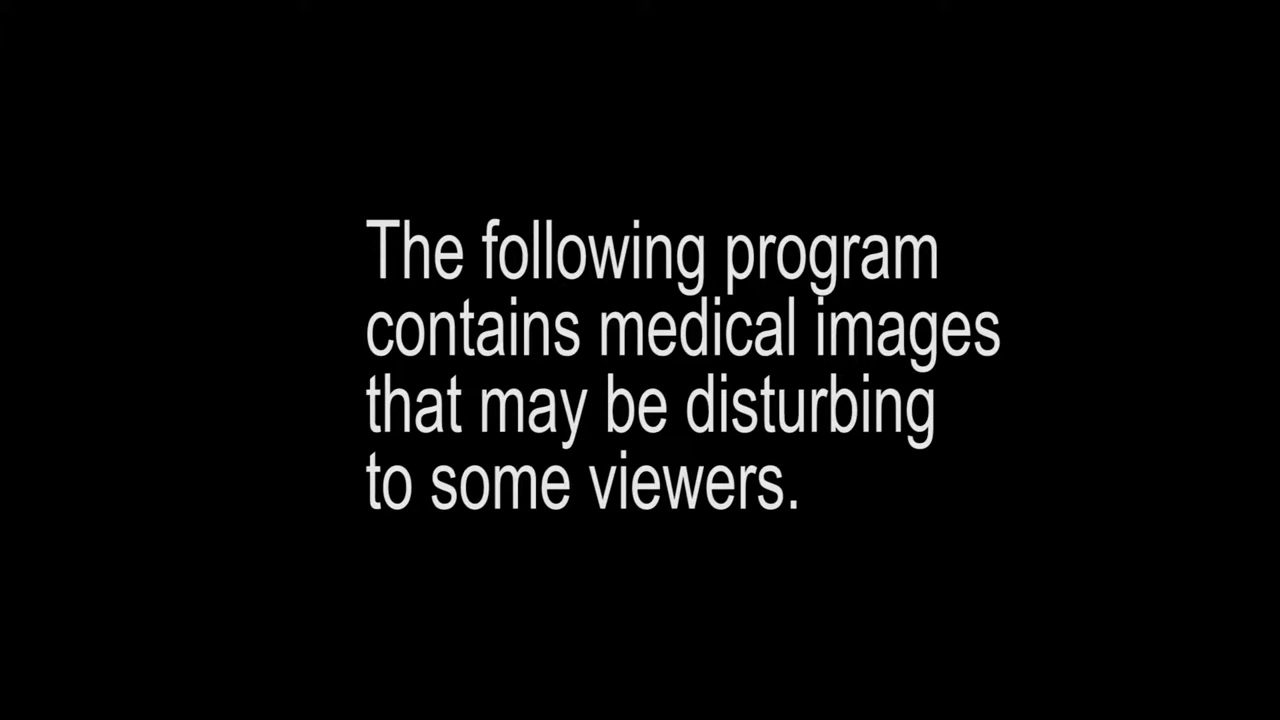 The following program
contains medical images
that may be disturbing
to some viewers.